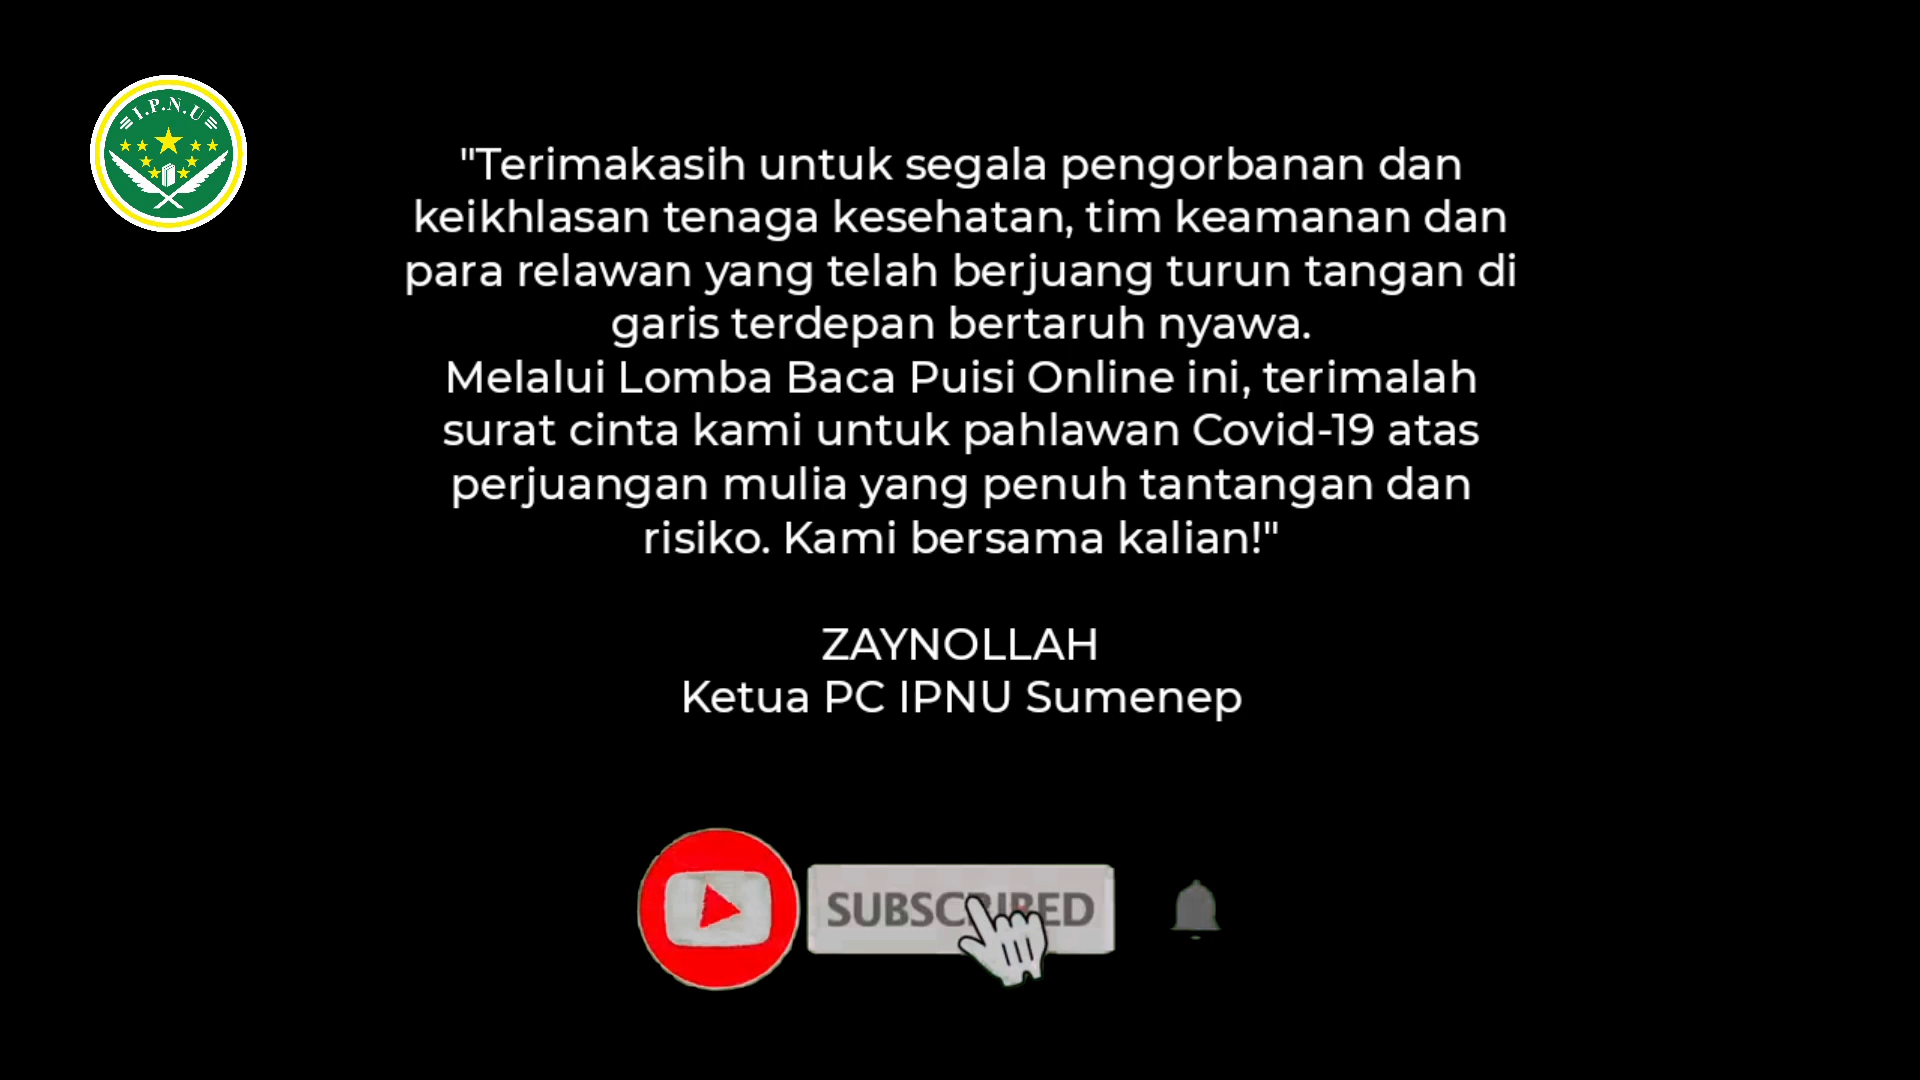 I.P.N.U
"Terimakasih untuk segala pengorbanan dan
keikhlasan tenaga kesehatan, tim keamanan dan
para relawan yang telah berjuang turun tangan di
garis terdepan bertaruh nyawa.
Melalui Lomba Baca Puisi Online ini, terimalah
surat cinta kami untuk pahlawan Covid-19 atas
perjuangan mulia yang penuh tantangan dan
risiko. Kami bersama kalian!"
ZAYNOLLAH
Ketua PC IPNU Sumenep
SUBSCRIBED